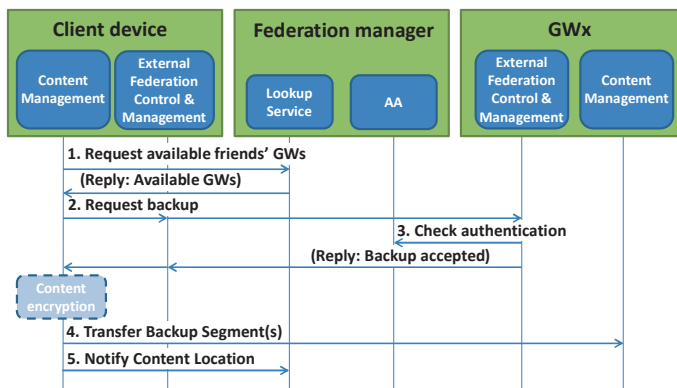 Client device
Federation manager
GWx
Content
Management
External
Federation
Control &
Management
Lookup
Service
AA
External
Federation
Control &
Management
Content
Management
1. Request available friends’ GWs
(Reply: Available GWs)
2. Request backup
3. Check authentication
(Reply: Backup accepted)
Content
encryption
4. Transfer Backup Segment(s)
5. Notify Content Location